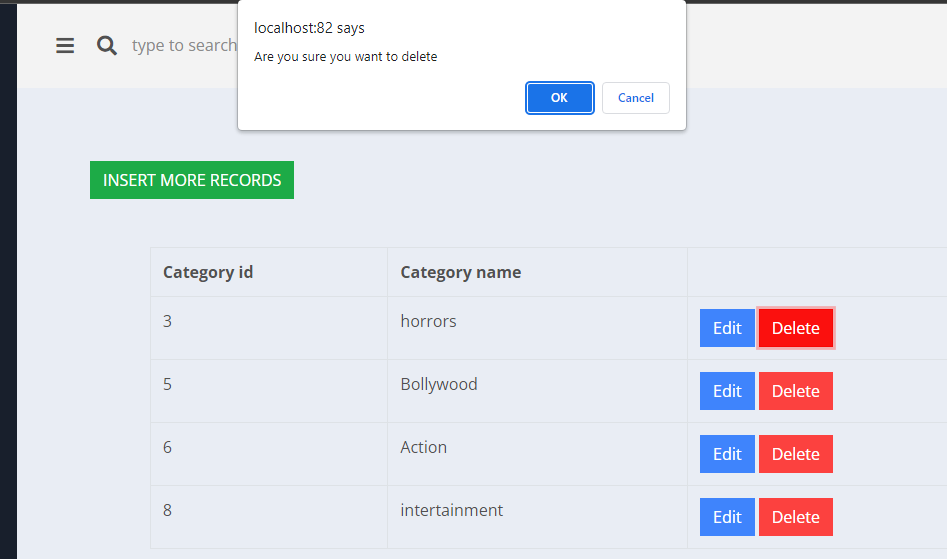 localhost:82 says
Are you sure you want to delete
OK Cancel
type to search
INSERT MORE RECORDS
Category id Category name
3 horrors Edit Delete
5 Bollywood Edit Delete
6 Action Edit Delete
8 intertainment Edit Delete